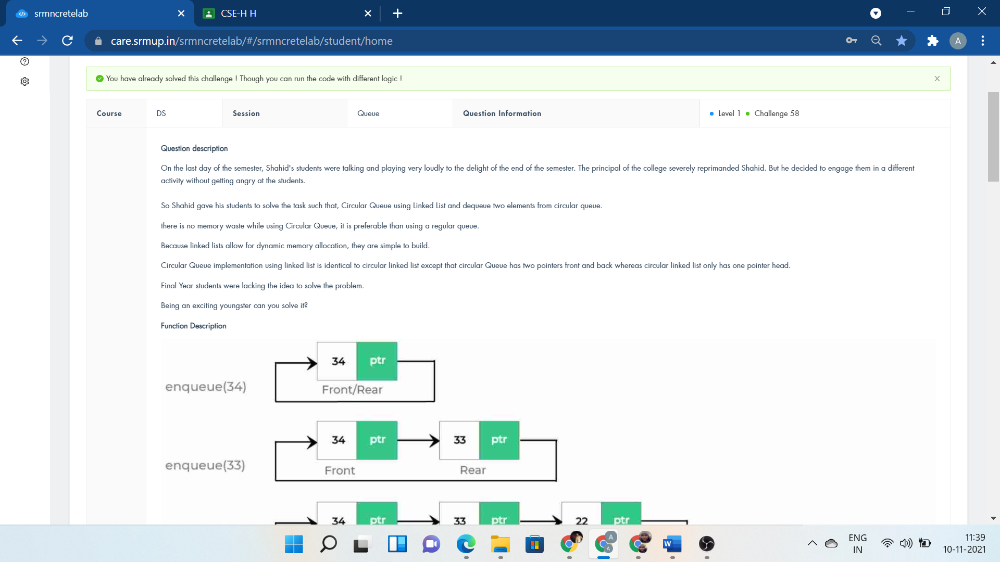 srmncretelab
CSE-H H
care.srmup.in/srmncretelab/#/srmncretelab/student/home
A
You have already solved this challenge ! Though you can run the code with different logic !
Course DS Session Queue Question Information Level 1 Challenge 58
Question description
On the last day of the semester, Shahid's students were talking and playing very loudly to the delight of the end of the semester. The principal of the college severely reprimanded Shahid. But he decided to engage them in a different
activity without getting angry at the students.
So Shahid gave his students to solve the task such that, Circular Queue using Linked List and dequeue two elements from circular queue.
there is no memory waste while using Circular Queue, it is preferable than using a regular queue.
Because linked lists allow for dynamic memory allocation, they are simple to build.
Circular Queue implementation using linked list is identical to circular linked list except that circular Queue has two pointers front and back whereas circular linked list only has one pointer head.
Final Year students were lacking the idea to solve the problem.
Being an exciting youngster can you solve it?
Function Description
34 ptr
enqueue(34)
Front/Rear
34 ptr 33 ptr
enqueue(33)
Front Rear
34 ptr 33 ptr 22 ptr
A
A
W
ENG
IN
11:39
10-11-2021